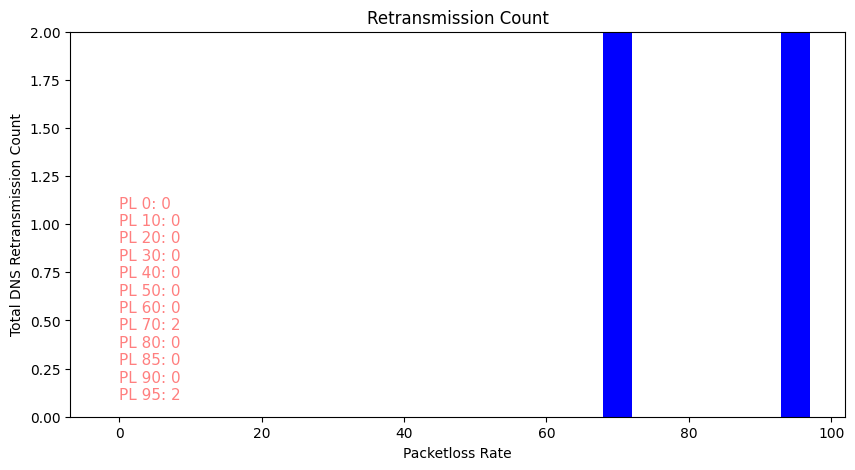 Retransmission Count
Total DNS Retransmission Count
2.00
1.75
1.50
1.25
1.00
0.75
0.50
0.25
0.00
PL 0: 0
PL 10: 0
PL 20: 0
PL 30: 0
PL 40: 0
PL 50: 0
PL 60: 0
PL 70: 2
PL 80: 0
PL 85: 0
PL 90: 0
PL 95: 2
0 20 40 60 80 100
Packetloss Rate